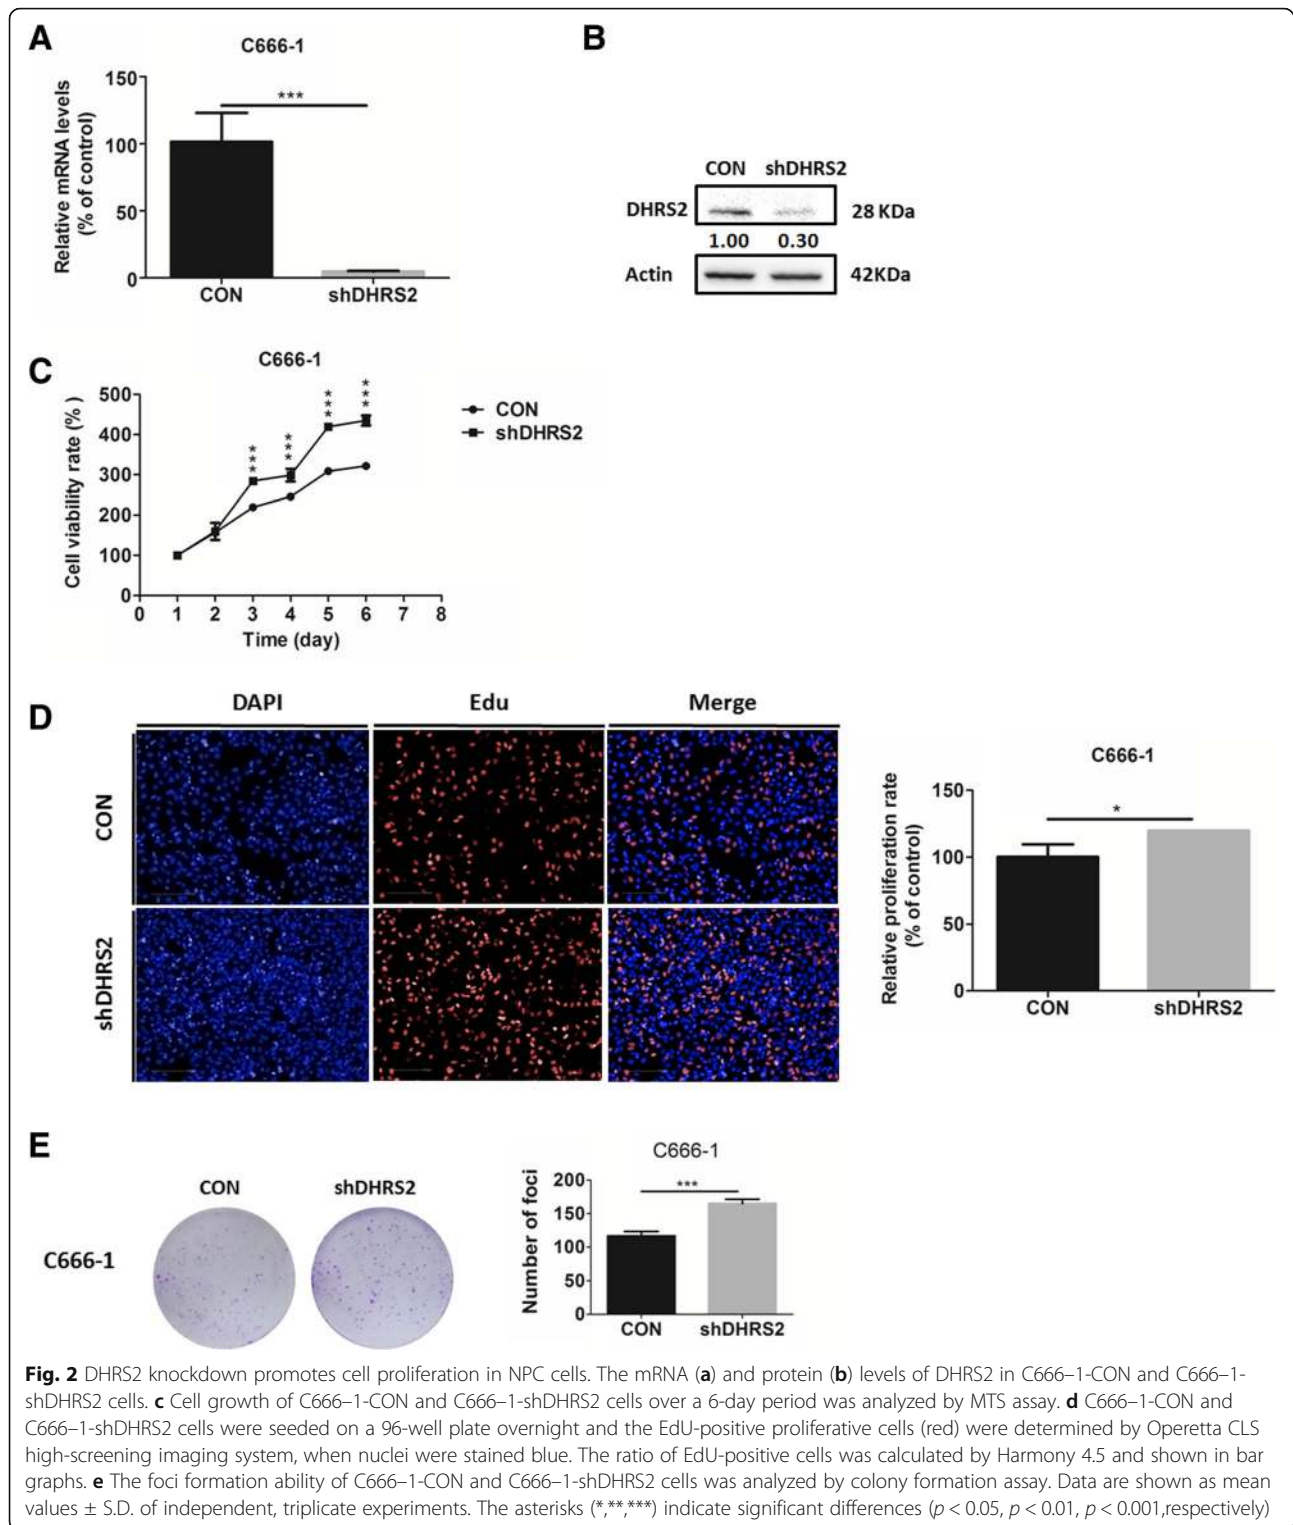 A
C666-1
Relative mRNA levels
(% of control)
150
100
50
0
***
CON
shDHRS2
B
CON shDHRS2
DHRS2
28 KDa
1.00 0.30
Actin
42KDa
C
C666-1
Cell viability rate (% )
500
400
300
200
100
0
***
***
***
***
0 1 2 3 4 5 6 7 8
Time (day)
CON
shDHRS2
D
DAPI Edu Merge
CON
shDHRS2
C666-1
Relative proliferation rate
(% of control)
150
100
50
0
*
CON
shDHRS2
E
CON shDHRS2
C666-1
C666-1
Number of foci
200
150
100
50
0
***
CON shDHRS2
Fig. 2 DHRS2 knockdown promotes cell proliferation in NPC cells. The mRNA (a) and protein (b) levels of DHRS2 in C666–1-CON and C666–1-
shDHRS2 cells. c Cell growth of C666–1-CON and C666–1-shDHRS2 cells over a 6-day period was analyzed by MTS assay. d C666–1-CON and
C666–1-shDHRS2 cells were seeded on a 96-well plate overnight and the EdU-positive proliferative cells (red) were determined by Operetta CLS
high-screening imaging system, when nuclei were stained blue. The ratio of EdU-positive cells was calculated by Harmony 4.5 and shown in bar
graphs. e The foci formation ability of C666–1-CON and C666–1-shDHRS2 cells was analyzed by colony formation assay. Data are shown as mean
values ± S.D. of independent, triplicate experiments. The asterisks (*,**,***) indicate significant differences (p < 0.05, p < 0.01, p < 0.001,respectively)